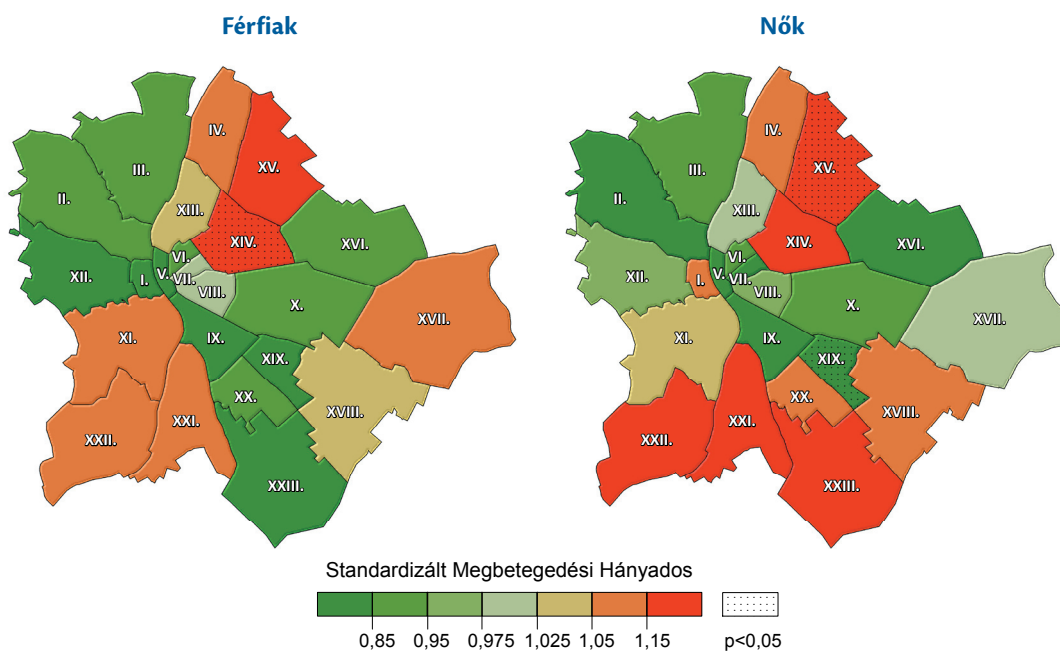 Férfiak
IV.
III.
XV.
II.
XIII.
XIV.
VI.
XVI.
XII.
I.
V.
VII.
VIII.
X.
XVII.
XI.
IX.
XIX.
XX.
XVIII.
XXII.
XXI.
XXIII.
Nők
IV.
III.
XV.
II.
XIII.
XIV.
VI.
XVI.
XII.
I.
V.
VII.
VIII.
X.
XVII.
XI.
IX.
XIX.
XX.
XVIII.
XXII.
XXI.
XXIII.
Standardizált Megbetegedési Hányados
0,85 0,95 0,975 1,025 1,05 1,15 p<0,05